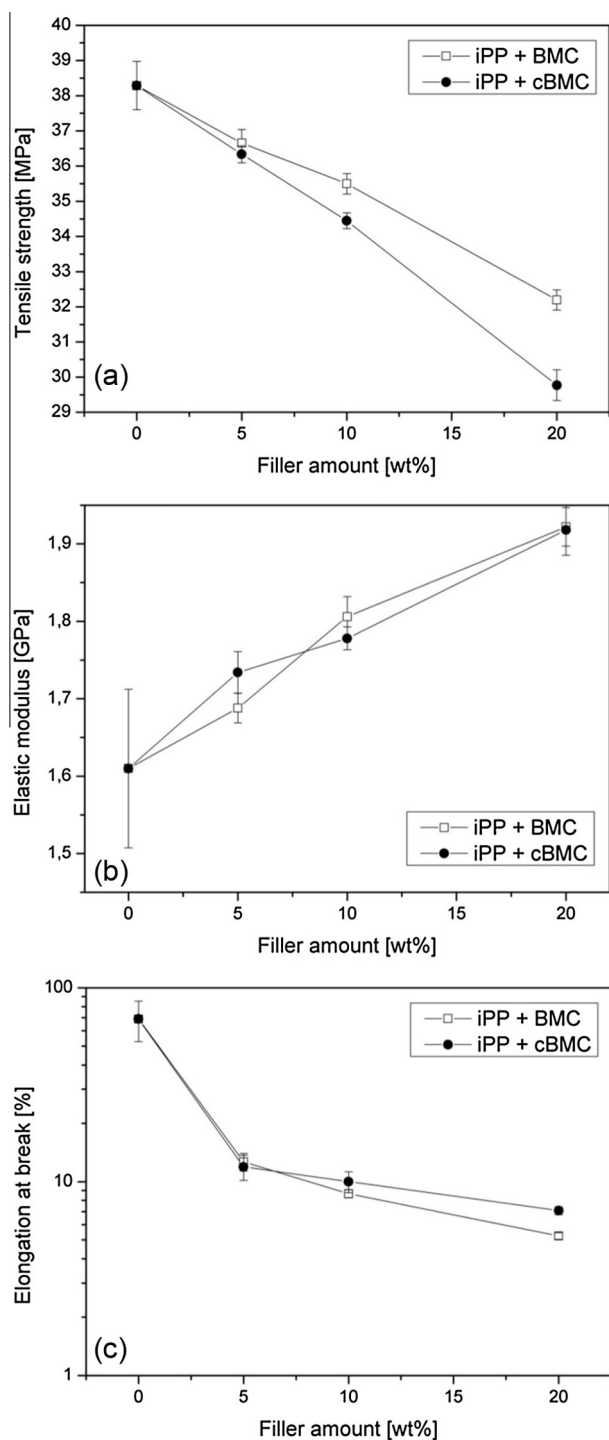 40
39
38
37
36
35
34
33
32
31
30
29
Tensile strength [MPa]
iPP + BMC
iPP + cBMC
(a)
0 5 10 15 20
Filler amount [wt%]
1,9
1,8
1,7
1,6
1,5
Elastic modulus [GPa]
iPP + BMC
iPP + cBMC
(b)
0 5 10 15 20
Filler amount [wt%]
100
10
1
Elongation at break [%]
iPP + BMC
iPP + cBMC
(c)
0 5 10 15 20
Filler amount [wt%]